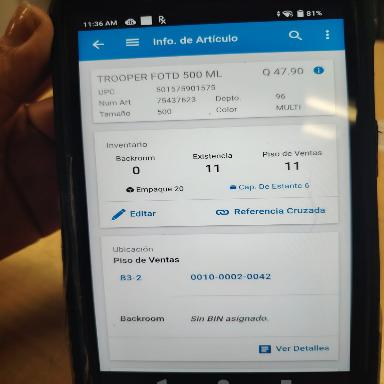 11:36 AM 81%
Info. de Artículo
TROOPER FOTD 500 ML Q 47.90
UPC 501575901575
Num Art 75437623 Depto. 96
Tamaño 500 Color MULTI
Inventario
Backroom Existencia Piso de Ventas
0 11 11
Empaque 20 Cap. De Estante 6
Editar Referencia Cruzada
Ubicación
Piso de Ventas
B3-2 0010-0002-0042
Backroom Sin BIN asignado.
Ver Detalles